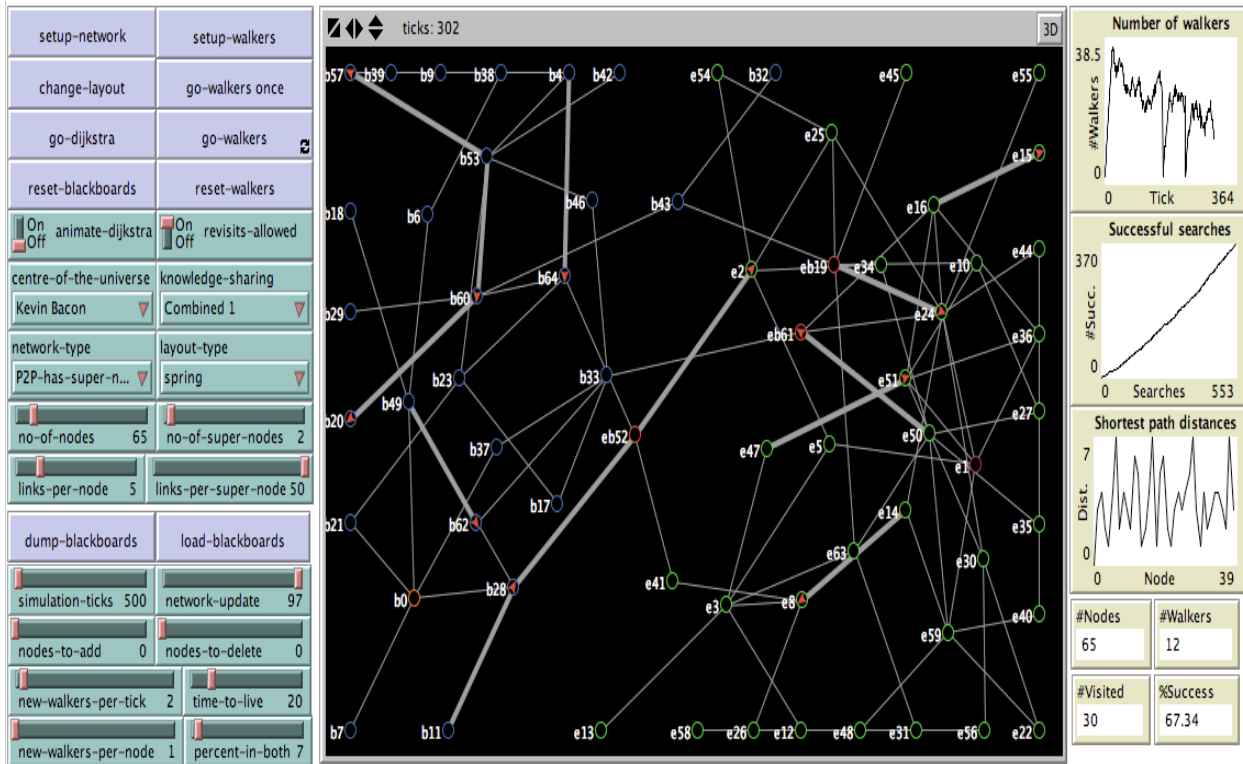 setup-network setup-walkers
change-layout go-walkers once
go-dijkstra go-walkers
reset-blackboards reset-walkers
On Off animate-dijkstra On Off revisits-allowed
centre-of-the-universe knowledge-sharing
Kevin Bacon Combined 1
network-type layout-type
P2P-has-super-n... spring
no-of-nodes 65 no-of-super-nodes 2
links-per-node 5 links-per-super-node 50
dump-blackboards load-blackboards
simulation-ticks 500 network-update 97
nodes-to-add 0 nodes-to-delete 0
new-walkers-per-tick 2 time-to-live 20
new-walkers-per-node 1 percent-in-both 7
ticks: 302 3D
b57 b39 b9 b38 b4 b42 e54 b32 e45 e55
e25
b53 e15
b46 b43 e16
b18 b6
e44
b64 e2 eb19 e34 e10
b60
b29 e24
eb61 e36
b23 b33 e51
b49
b20 e27
eb52 e50
b37 e47 e5
e1
b17 e14
b21 b62 e35
e63 e30
b28 e41
b0 e3 e8
e40
e59
b7 b11 e13 e58 e26 e12 e48 e31 e56 e22
Number of walkers
38.5
#Walkers
0
0 Tick 364
Successful searches
370
#Succ.
0
0 Searches 553
Shortest path distances
7
Dist.
0
0 Node 39
#Nodes #Walkers
65 12
#Visited %Success
30 67.34